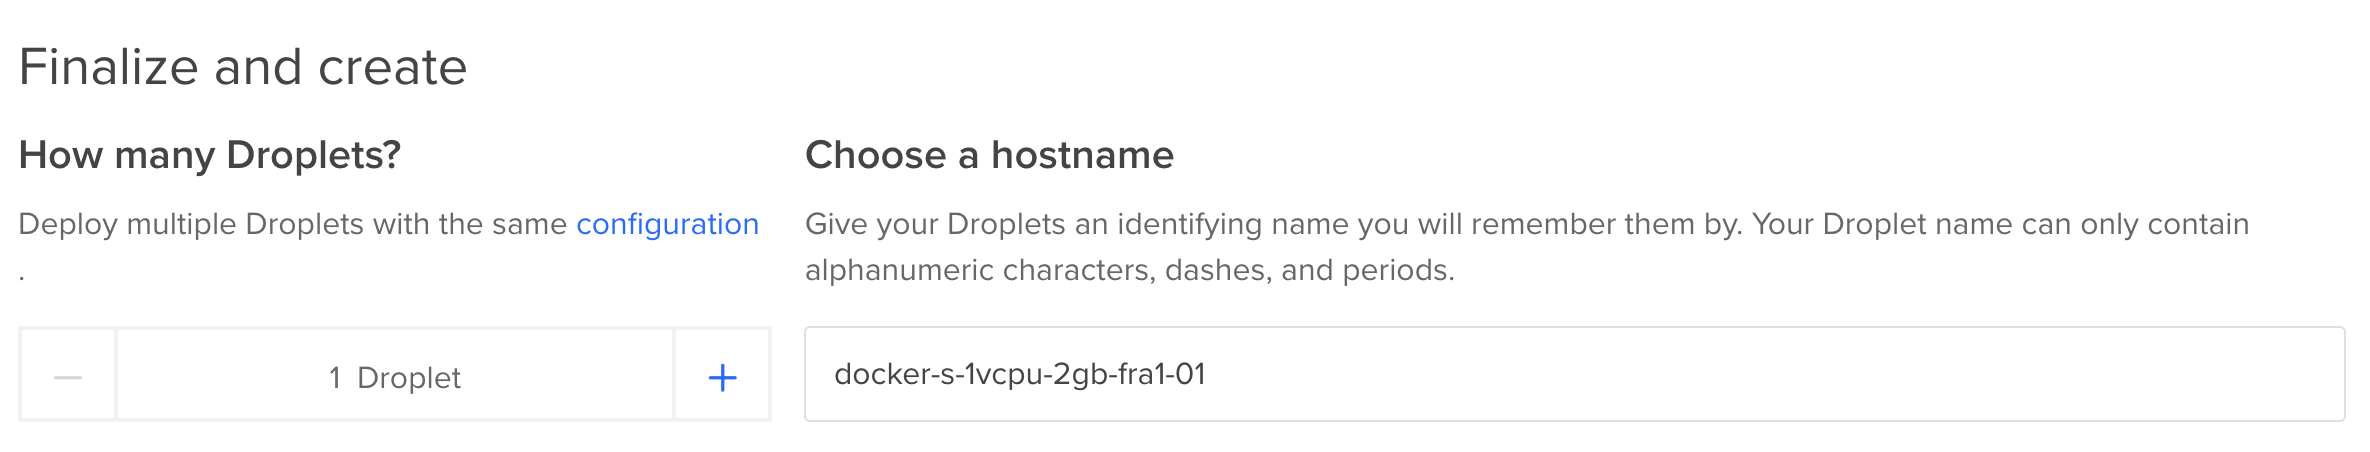 Finalize and create
How many Droplets?
Deploy multiple Droplets with the same configuration
.
1 Droplet
Choose a hostname
Give your Droplets an identifying name you will remember them by. Your Droplet name can only contain
alphanumeric characters, dashes, and periods.
docker-s-1vcpu-2gb-fra1-01